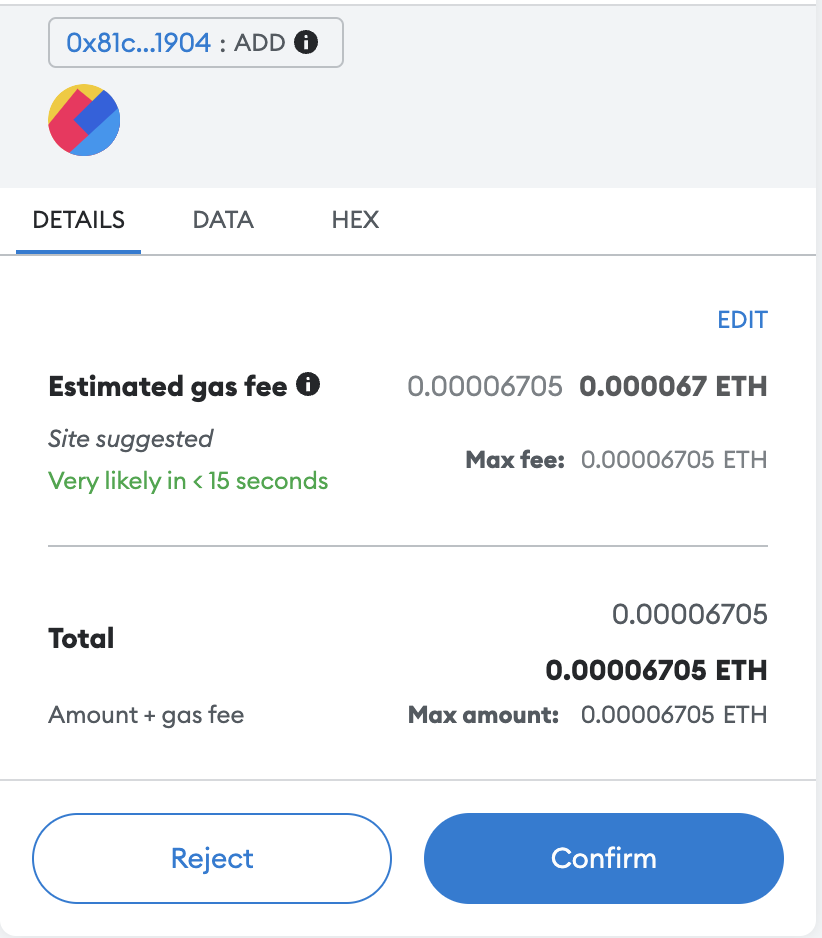 0x81c...1904 : ADD
DETAILS DATA HEX
EDIT
Estimated gas fee 0.00006705 0.000067 ETH
Site suggested
Max fee: 0.00006705 ETH
Very likely in < 15 seconds
0.00006705
Total
0.00006705 ETH
Amount + gas fee Max amount: 0.00006705 ETH
Reject Confirm